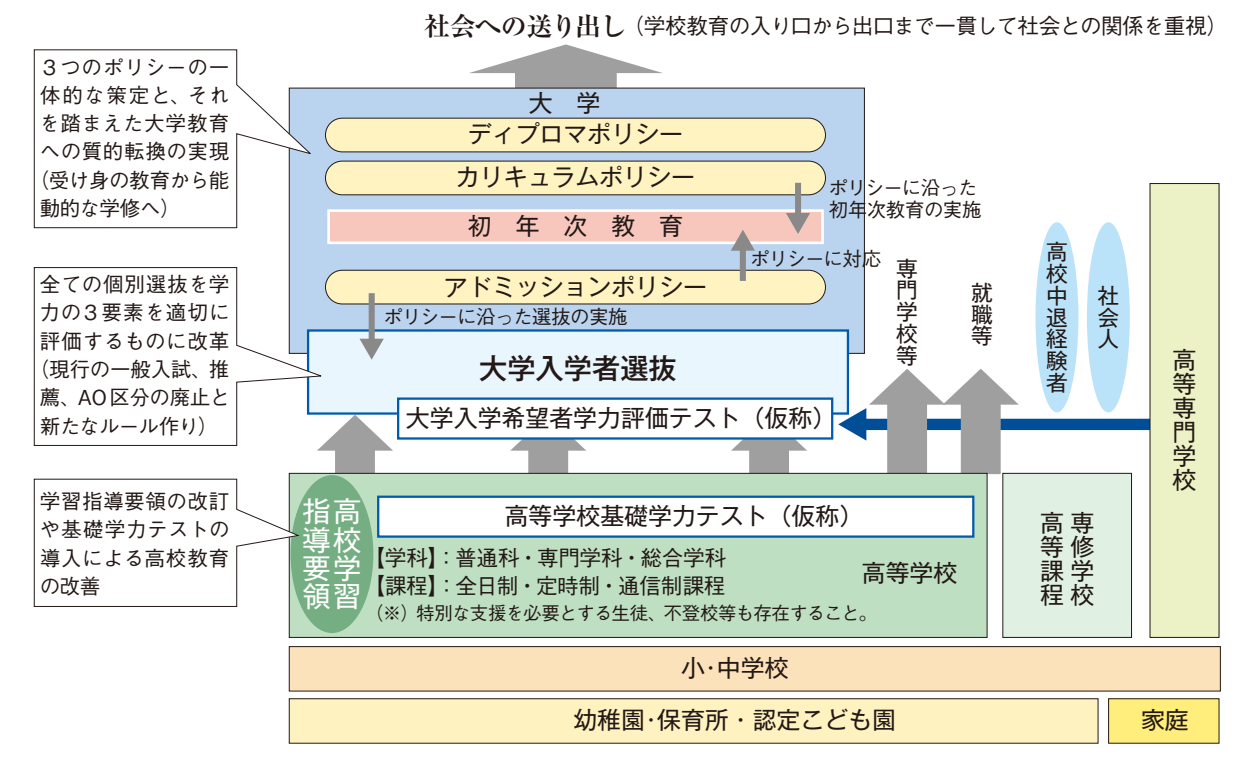 社会への送り出し（学校教育の入り口から出口まで一貫して社会との関係を重視）
３つのポリシーの一
体的な策定と、それ
を踏まえた大学教育
への質的転換の実現
（受け身の教育から能
動的な学修へ）
大 学
ディプロマポリシー
カリキュラムポリシー
ポリシーに沿った
初年次教育の実施
初 年 次 教 育
ポリシーに対応
アドミッションポリシー
ポリシーに沿った選抜の実施
全ての個別選抜を学
力の３要素を適切に
評価するものに改革
（現行の一般入試、推
薦、AO区分の廃止と
新たなルール作り）
大学入学者選抜
大学入学希望者学力評価テスト（仮称）
専門学校等
就職等
高校中退経験者
社会人
高等専門学校
学習指導要領の改訂
や基礎学力テストの
導入による高校教育
の改善
高校学習
指導要領
高等学校基礎学力テスト（仮称）
【学科】：普通科・専門学科・総合学科
【課程】：全日制・定時制・通信制課程
（※）特別な支援を必要とする生徒、不登校等も存在すること。
高等学校
専修学校
高等課程
小・中学校
幼稚園・保育所・認定こども園
家庭